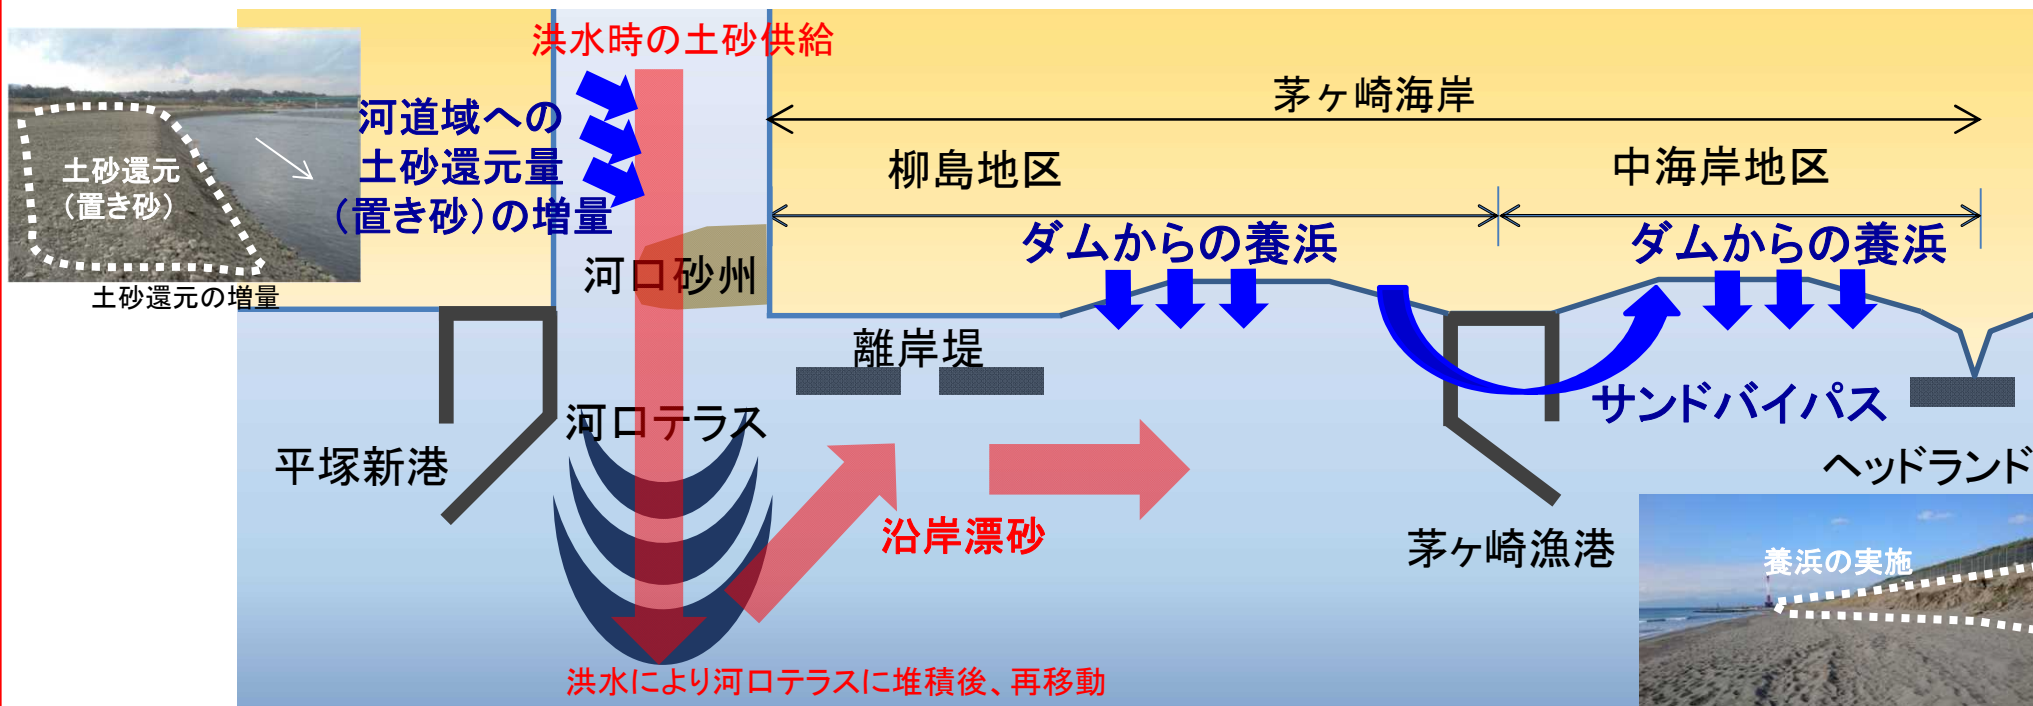 洪水時の土砂供給
河道域への
土砂還元量
（置き砂）の増量
土砂還元
（置き砂）
土砂還元の増量
茅ヶ崎海岸
柳島地区
中海岸地区
ダムからの養浜
ダムからの養浜
河口砂州
離岸堤
サンドバイパス
河口テラス
平塚新港
ヘッドランド
沿岸漂砂
茅ヶ崎漁港
養浜の実施
洪水により河口テラスに堆積後、再移動